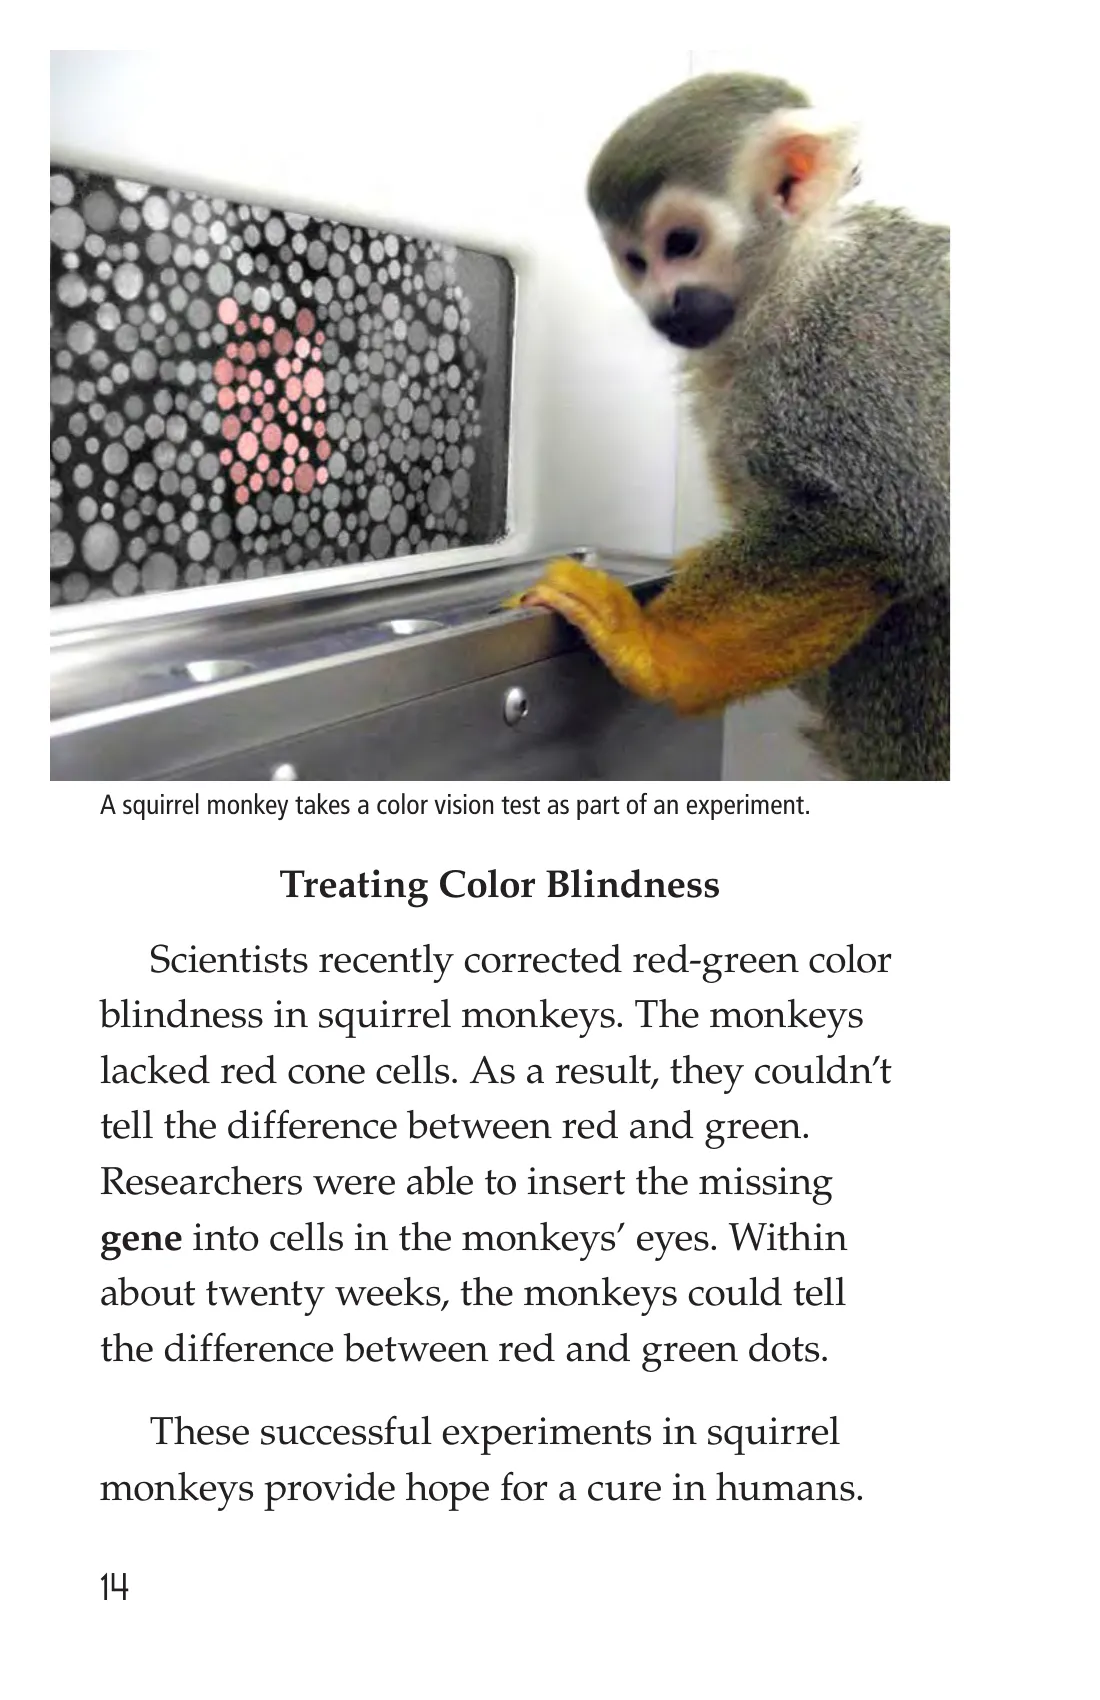 A squirrel monkey takes a color vision test as part of an experiment.
Treating Color Blindness
Scientists recently corrected red-green color
blindness in squirrel monkeys. The monkeys
lacked red cone cells. As a result, they couldn’t
tell the difference between red and green.
Researchers were able to insert the missing
gene into cells in the monkeys’ eyes. Within
about twenty weeks, the monkeys could tell
the difference between red and green dots.
These successful experiments in squirrel
monkeys provide hope for a cure in humans.
14